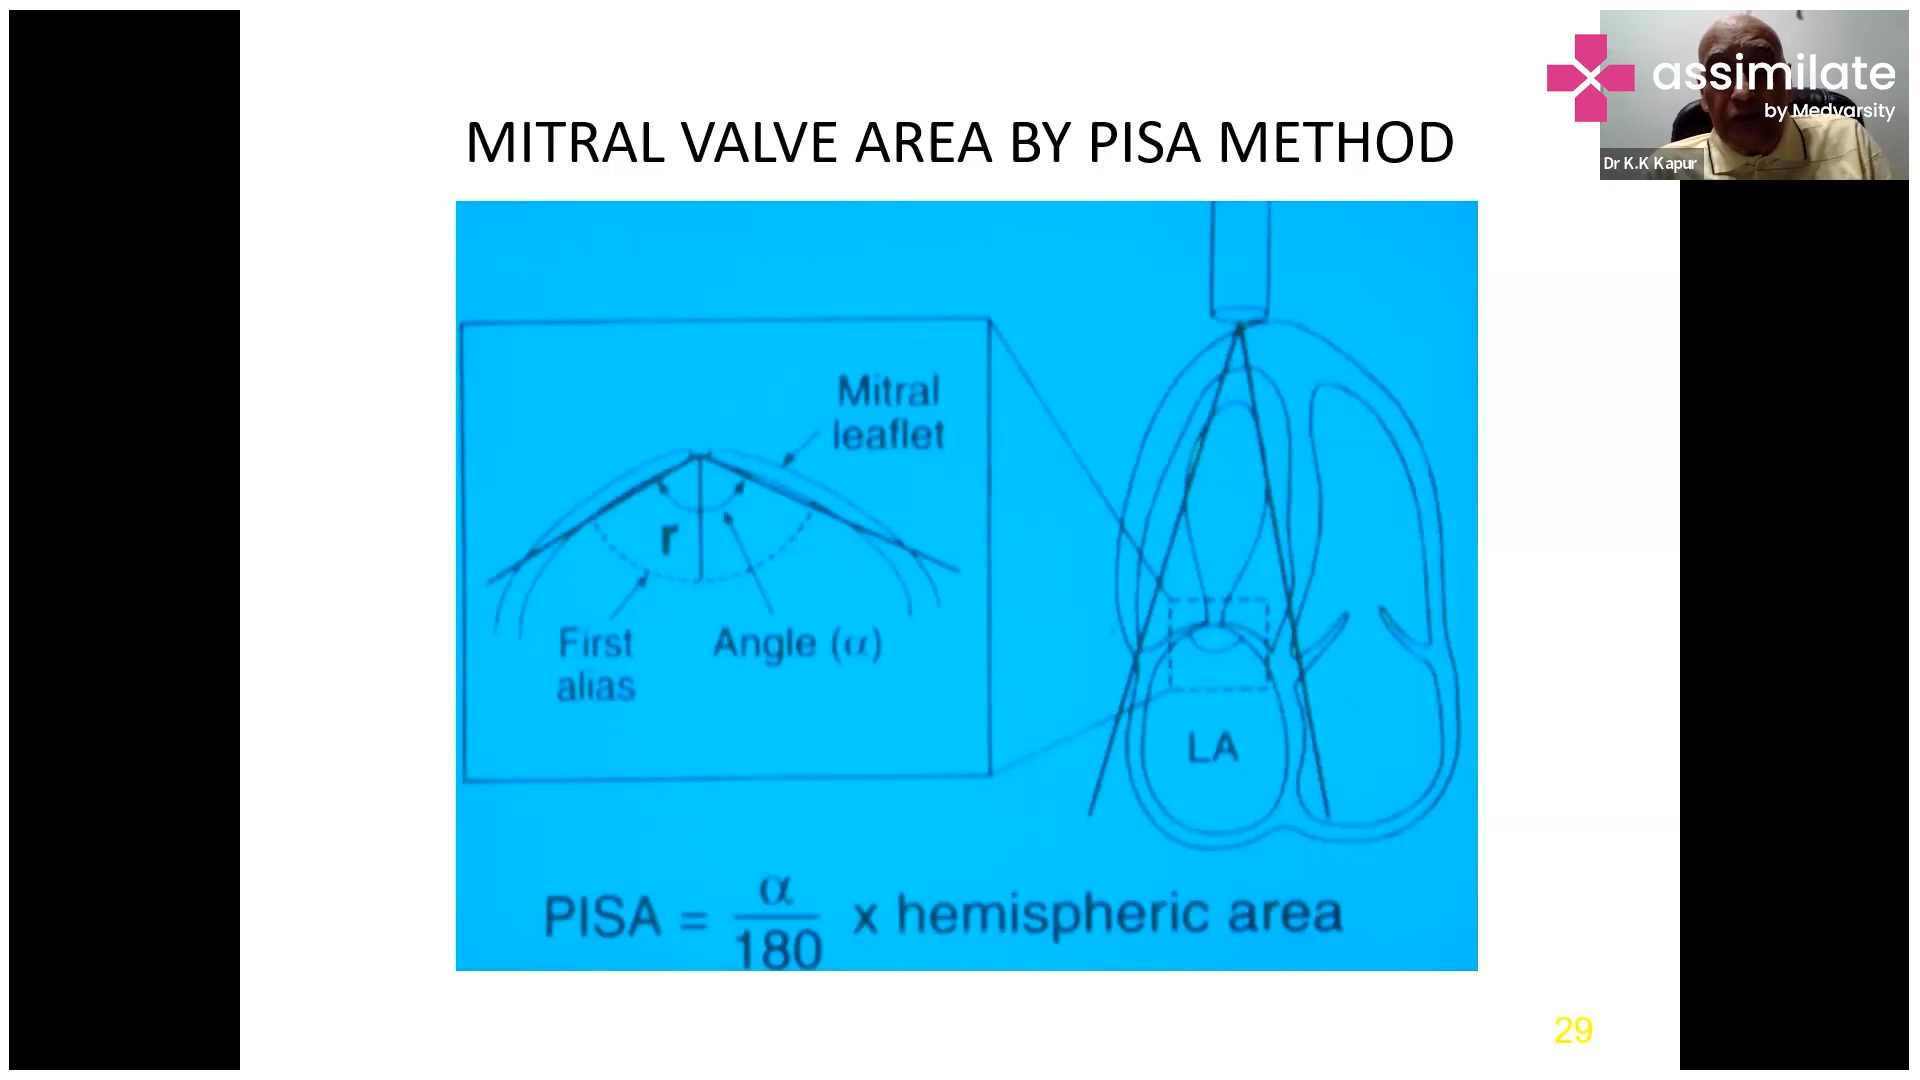 assimilate
by Medvarsity
Dr K.K Kapur
MITRAL VALVE AREA BY PISA METHOD
Mitral
leaflet
r
First
alias
Angle (α)
LA
PISA = α/180 x hemispheric area
29